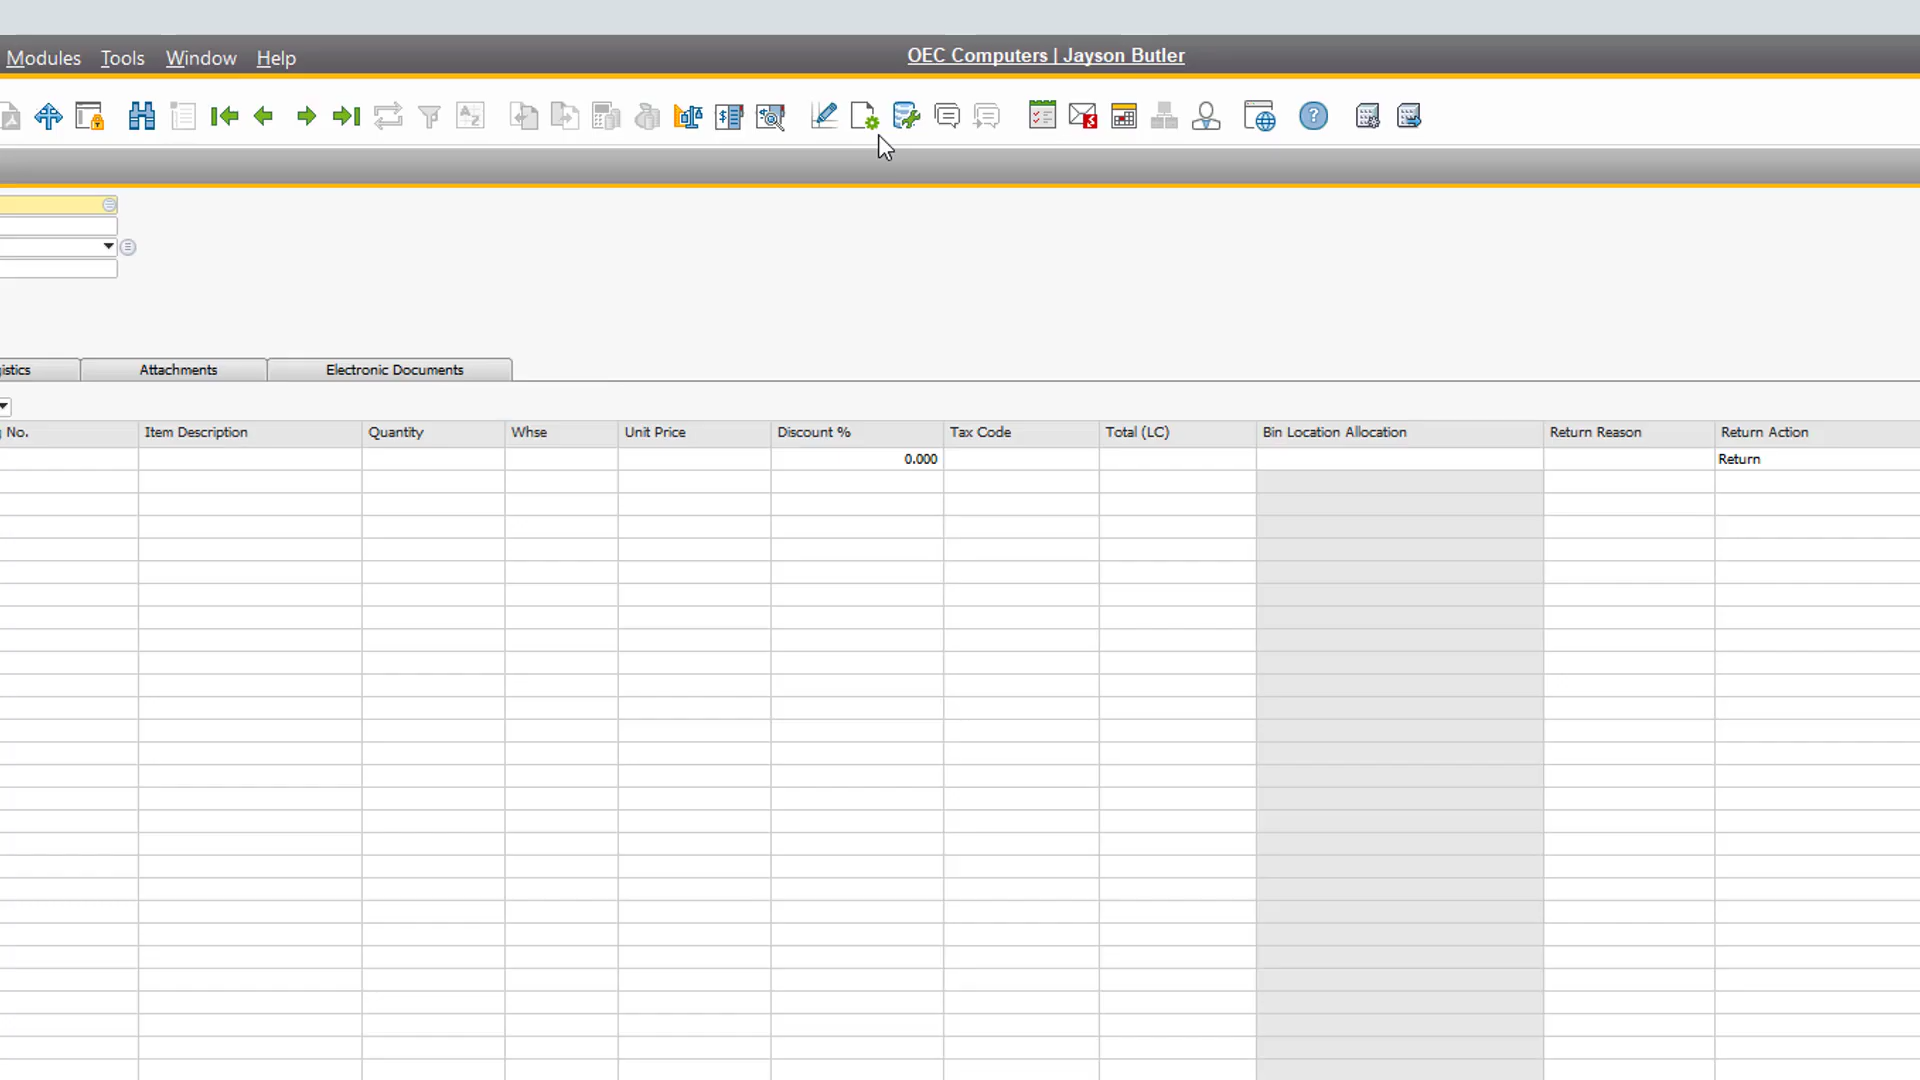 Modules Tools Window Help
OEC Computers | Jayson Butler
Attachments Electronic Documents
No. Item Description Quantity Whse Unit Price Discount % Tax Code Total (LC) Bin Location Allocation Return Reason Return Action
0.000 Return